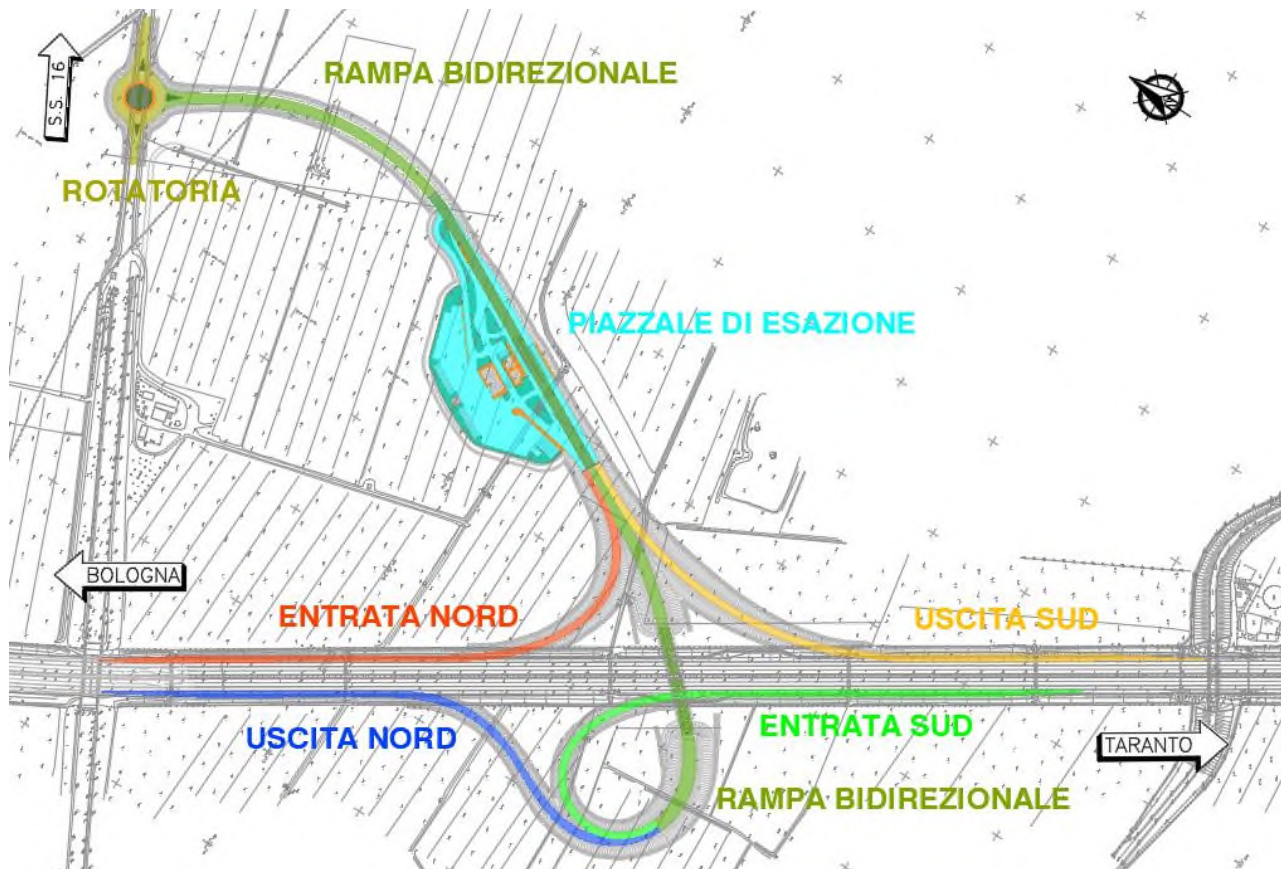 RAMPA BIDIREZIONALE
S.S. 16
ROTATORIA
PIAZZALE DI ESAZIONE
BOLOGNA
ENTRATA NORD
USCITA SUD
USCITA NORD
ENTRATA SUD
TARANTO
RAMPA BIDIREZIONALE